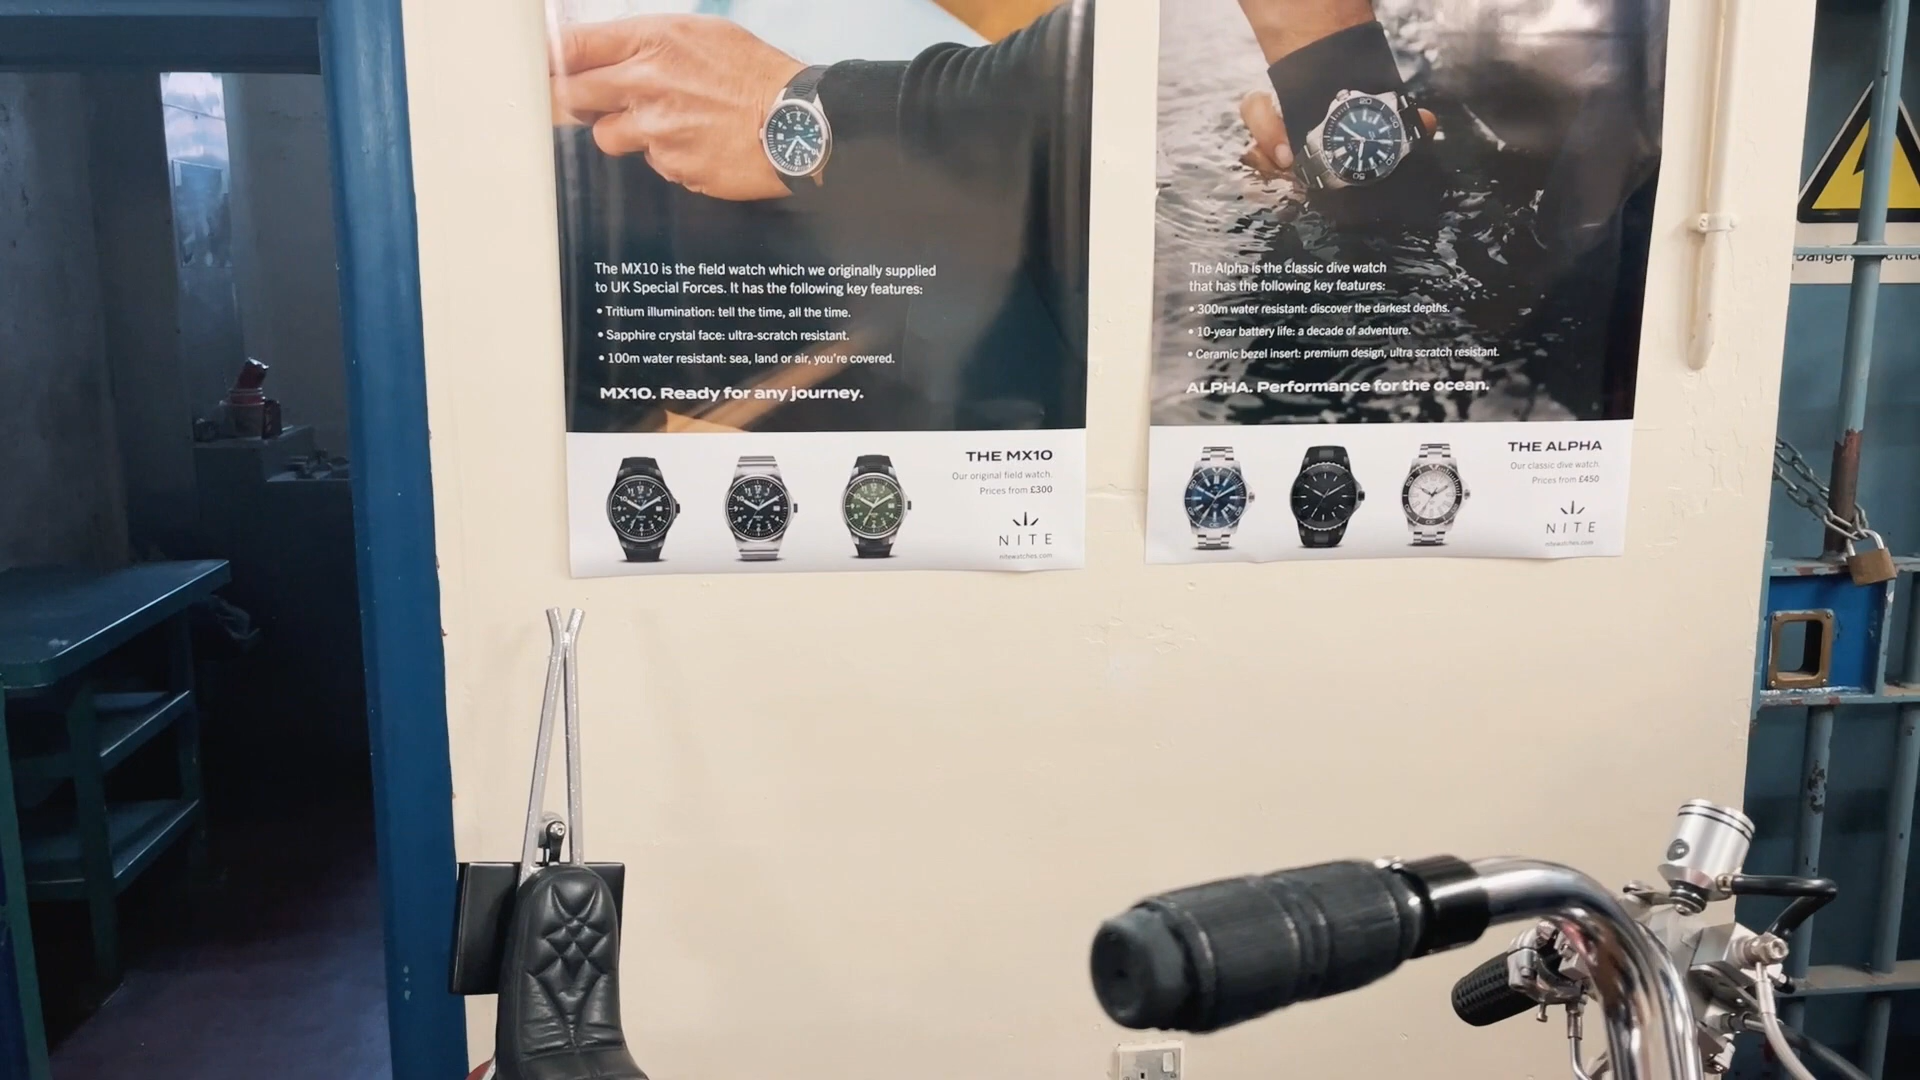 The MX10 is the field watch which we originally supplied
to UK Special Forces. It has the following key features:
• Tritium illumination: tell the time, all the time.
• Sapphire crystal face: ultra-scratch resistant.
• 100m water resistant: sea, land or air, you're covered.
MX10. Ready for any journey.
THE MX10
Our original field watch.
Prices from £300
NITE
nitewatches.com
The Alpha is the classic dive watch
that has the following key features:
• 300m water resistant: discover the darkest depths.
• 10-year battery life: a decade of adventure.
• Ceramic bezel insert: premium design, ultra scratch resistant.
ALPHA. Performance for the ocean.
THE ALPHA
Our classic dive watch.
Prices from £450
NITE
nitewatches.com